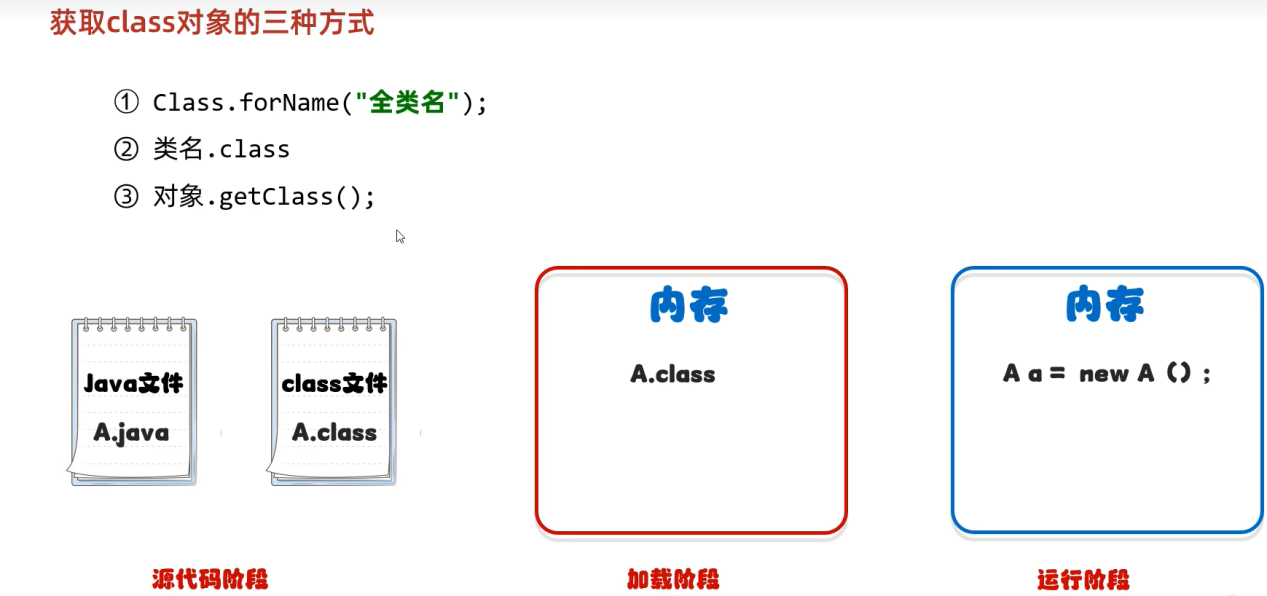 获取class对象的三种方式
① Class.forName("全类名");
② 类名.class
③ 对象.getClass();
Java文件
A.java
class文件
A.class
内存
A.class
内存
A a = new A () ;
源代码阶段
加载阶段
运行阶段